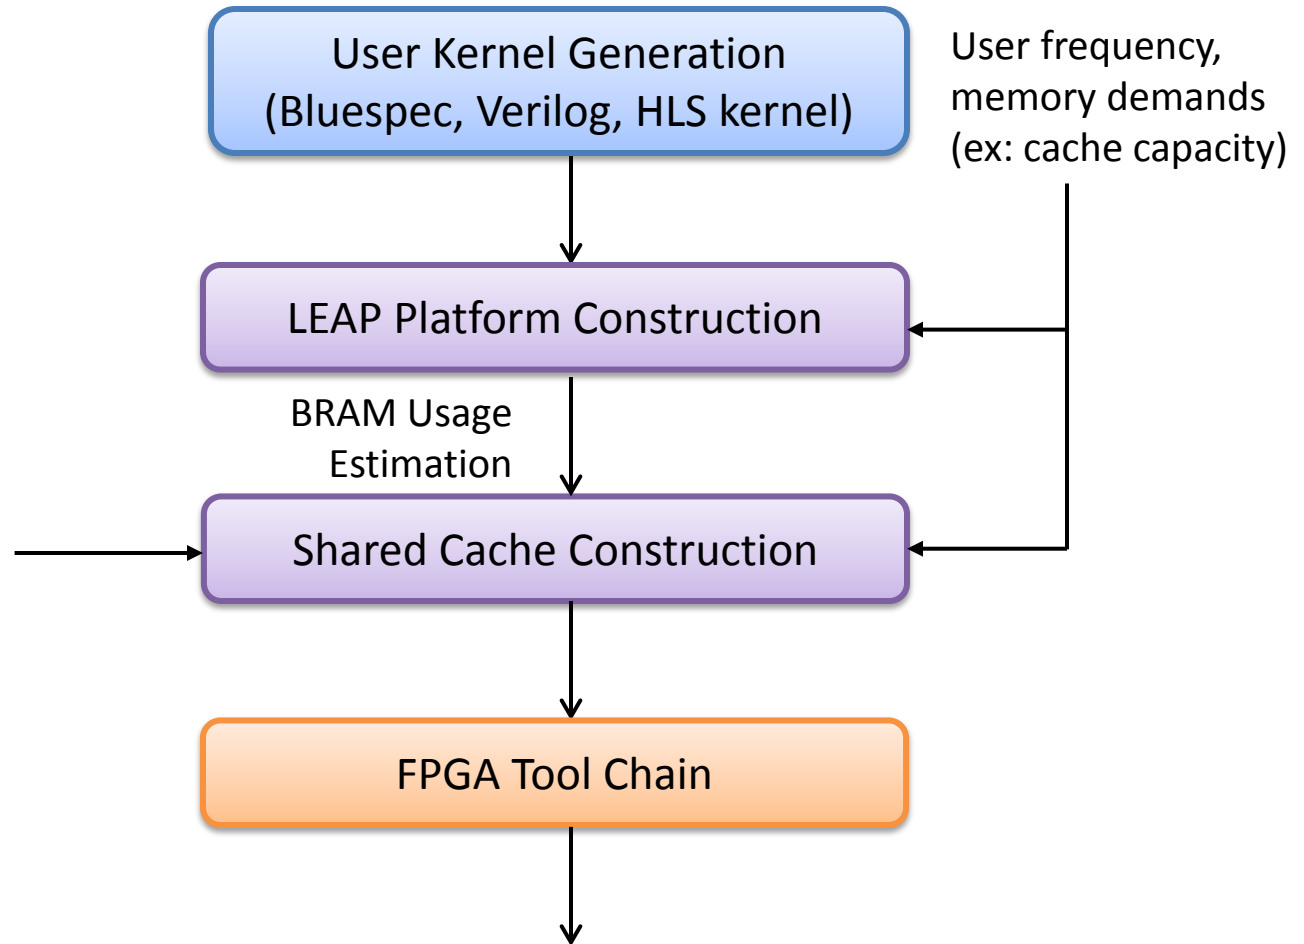 User Kernel Generation
(Bluespec, Verilog, HLS kernel)
User frequency,
memory demands
(ex: cache capacity)
LEAP Platform Construction
BRAM Usage
Estimation
Shared Cache Construction
FPGA Tool Chain